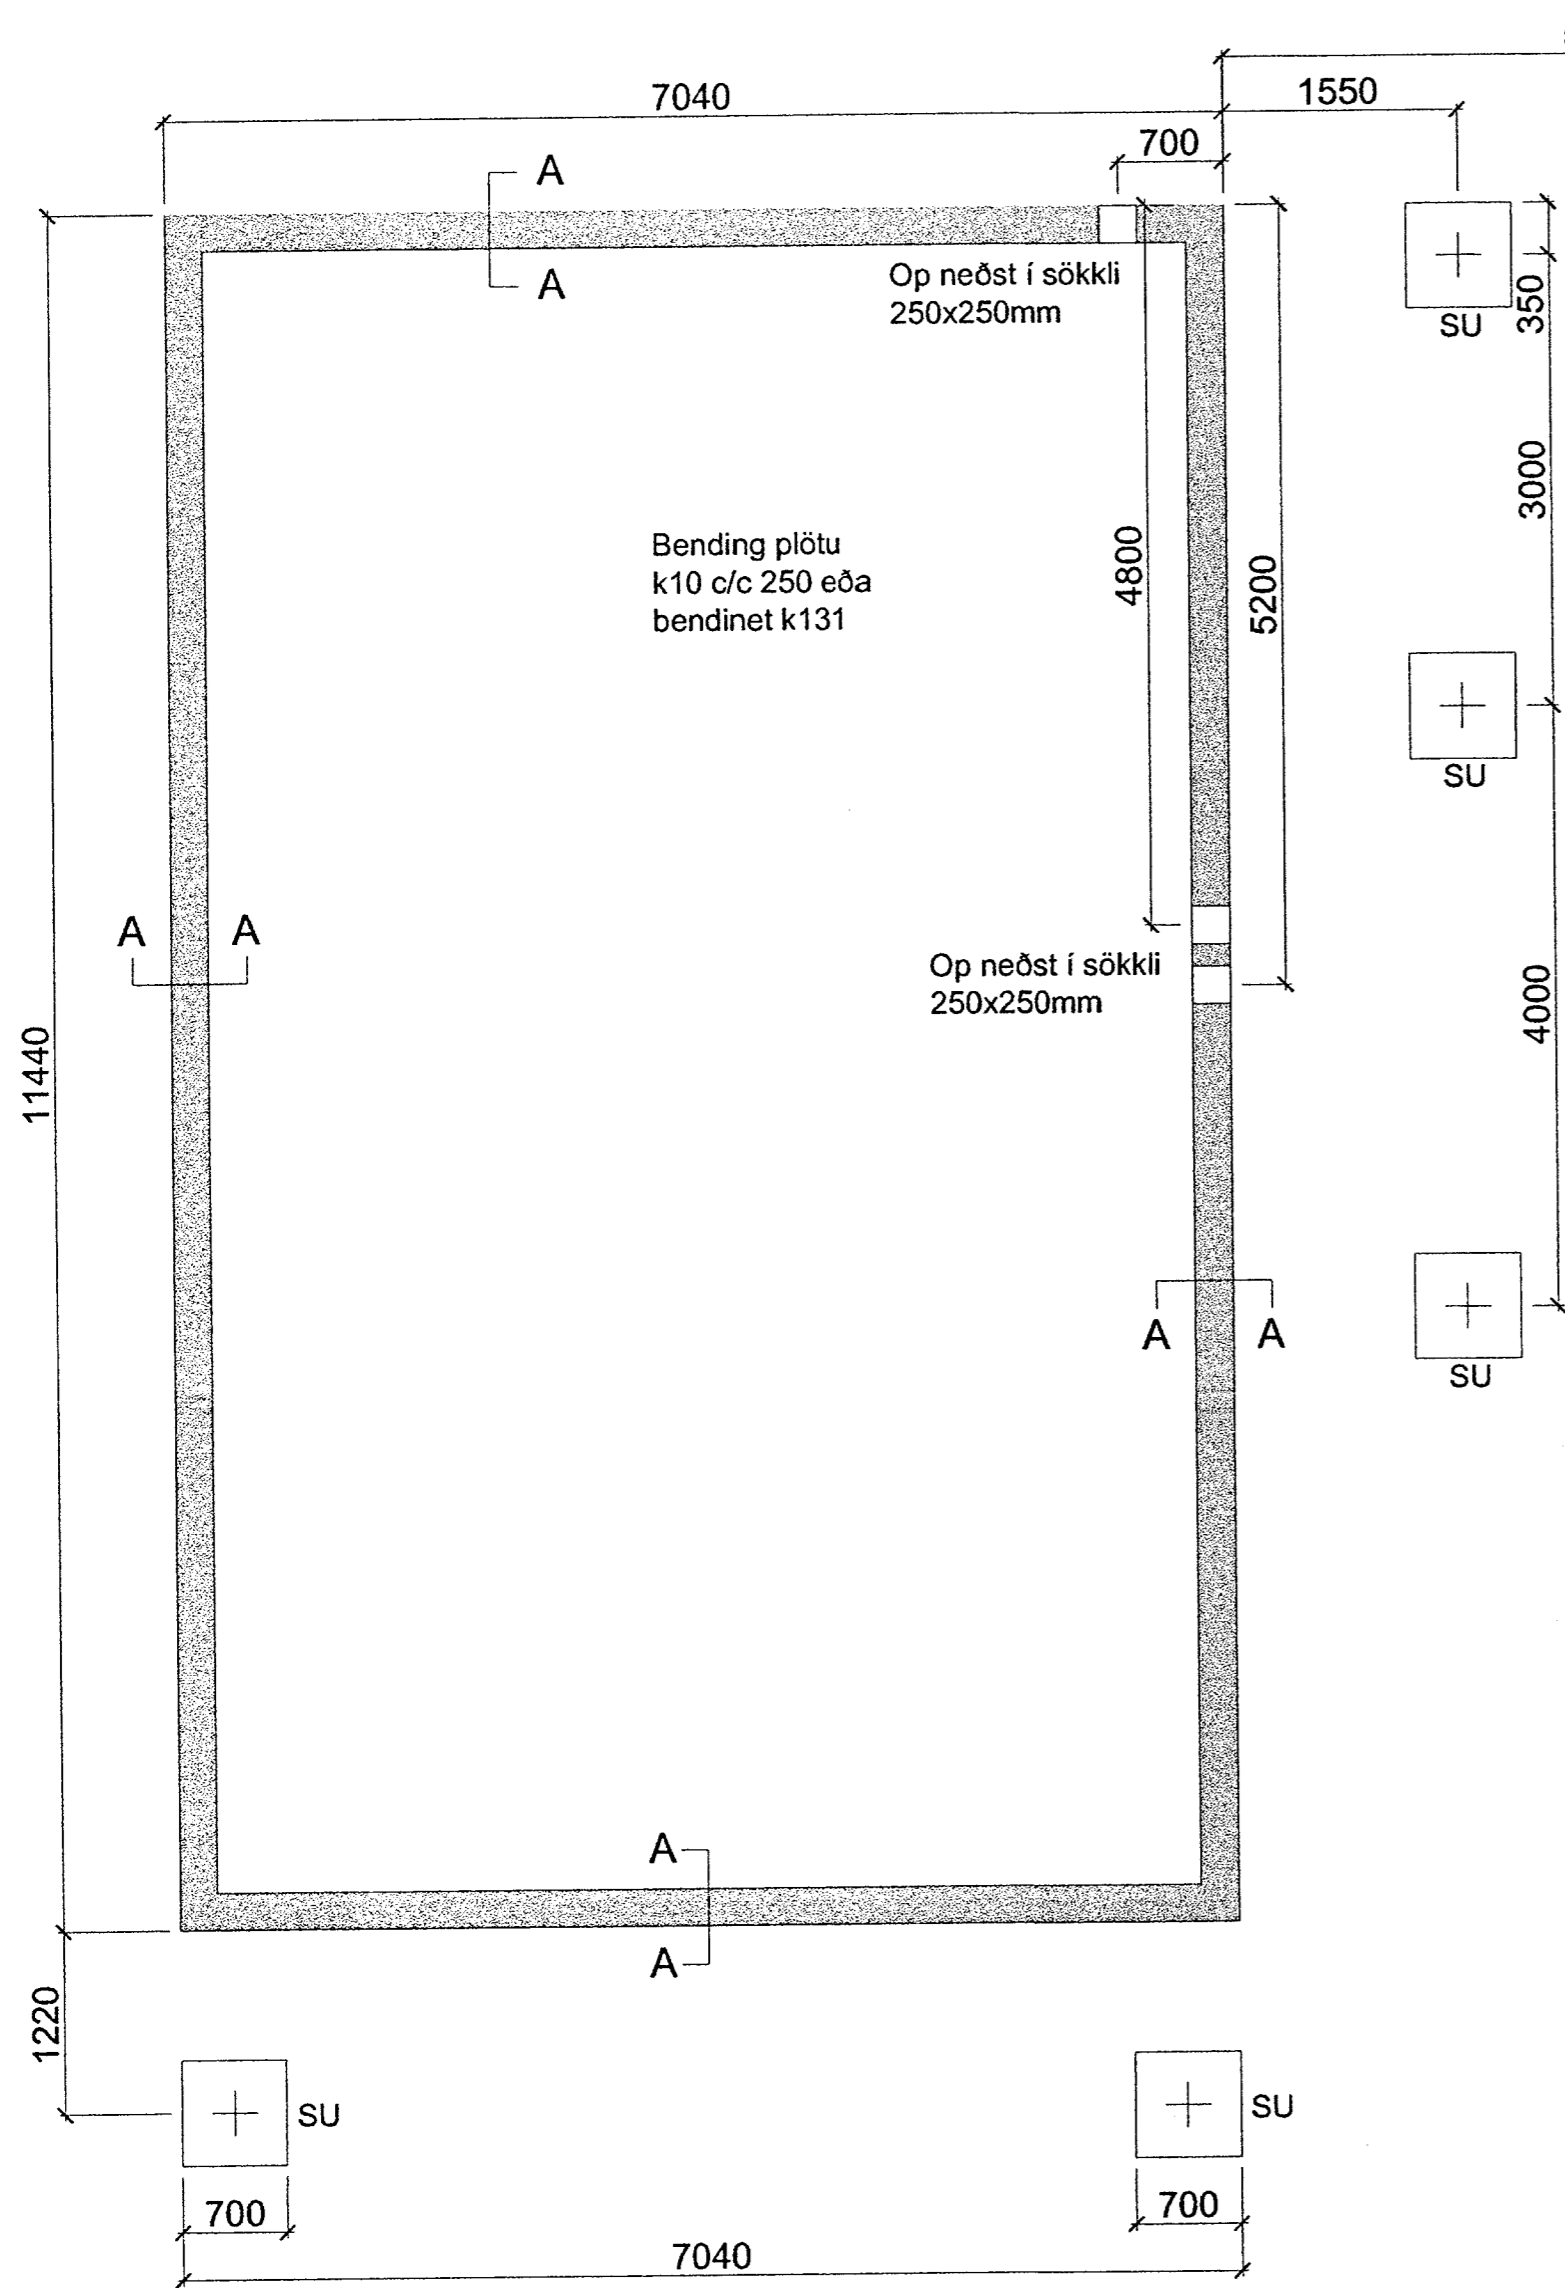 7040
1550
700
A
A
Op neðst í sökkli
250x250mm
SU
350
3000
Bending plötu
k10 c/c 250 eða
bendinet k131
4800
5200
SU
A
A
Op neðst í sökkli
250x250mm
4000
11440
A
A
SU
A
A
1220
SU
SU
700
700
7040